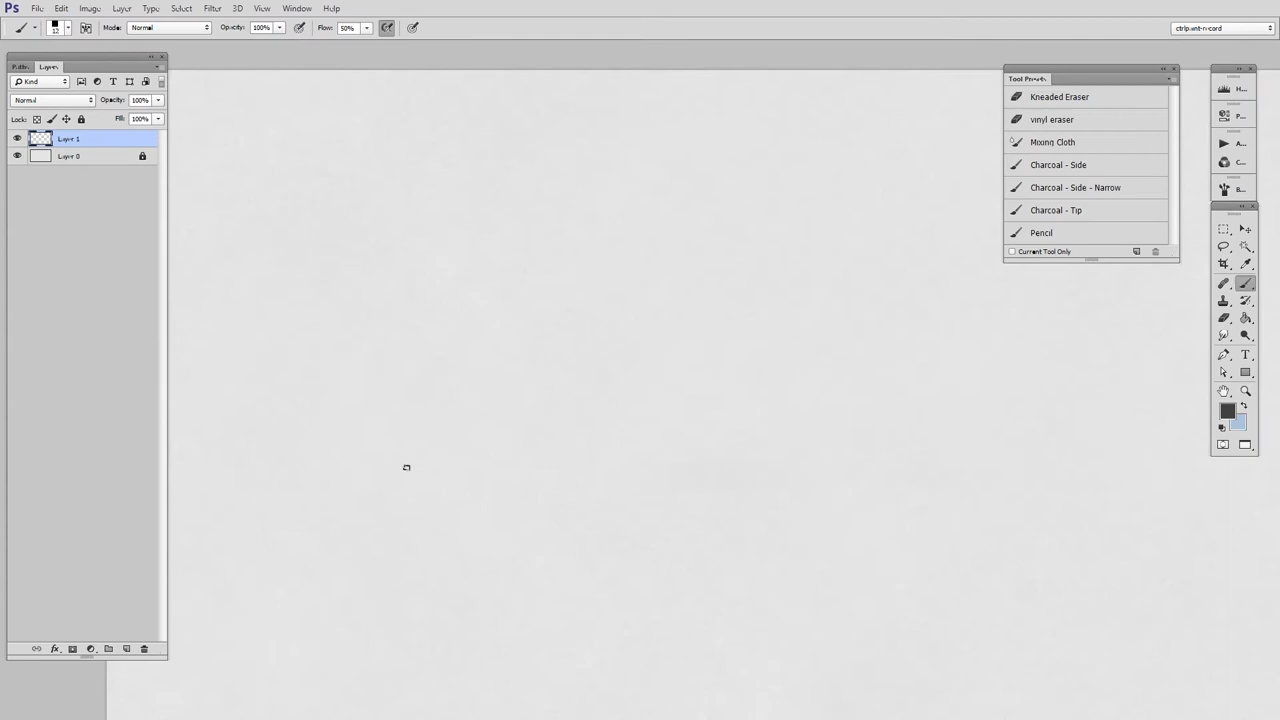 Ps File Edit Image Layer Type Select Filter 3D View Window Help
12 Mode: Normal Opacity: 100% Flow: 50%
Paths Layers
Kind
Normal Opacity: 100%
Lock: Fill: 100%
Layer 1
Layer 0
Tool Presets
Kneaded Eraser
vinyl eraser
Mixing Cloth
Charcoal - Side
Charcoal - Side - Narrow
Charcoal - Tip
Pencil
Current Tool Only
H...
P...
A...
C...
B...